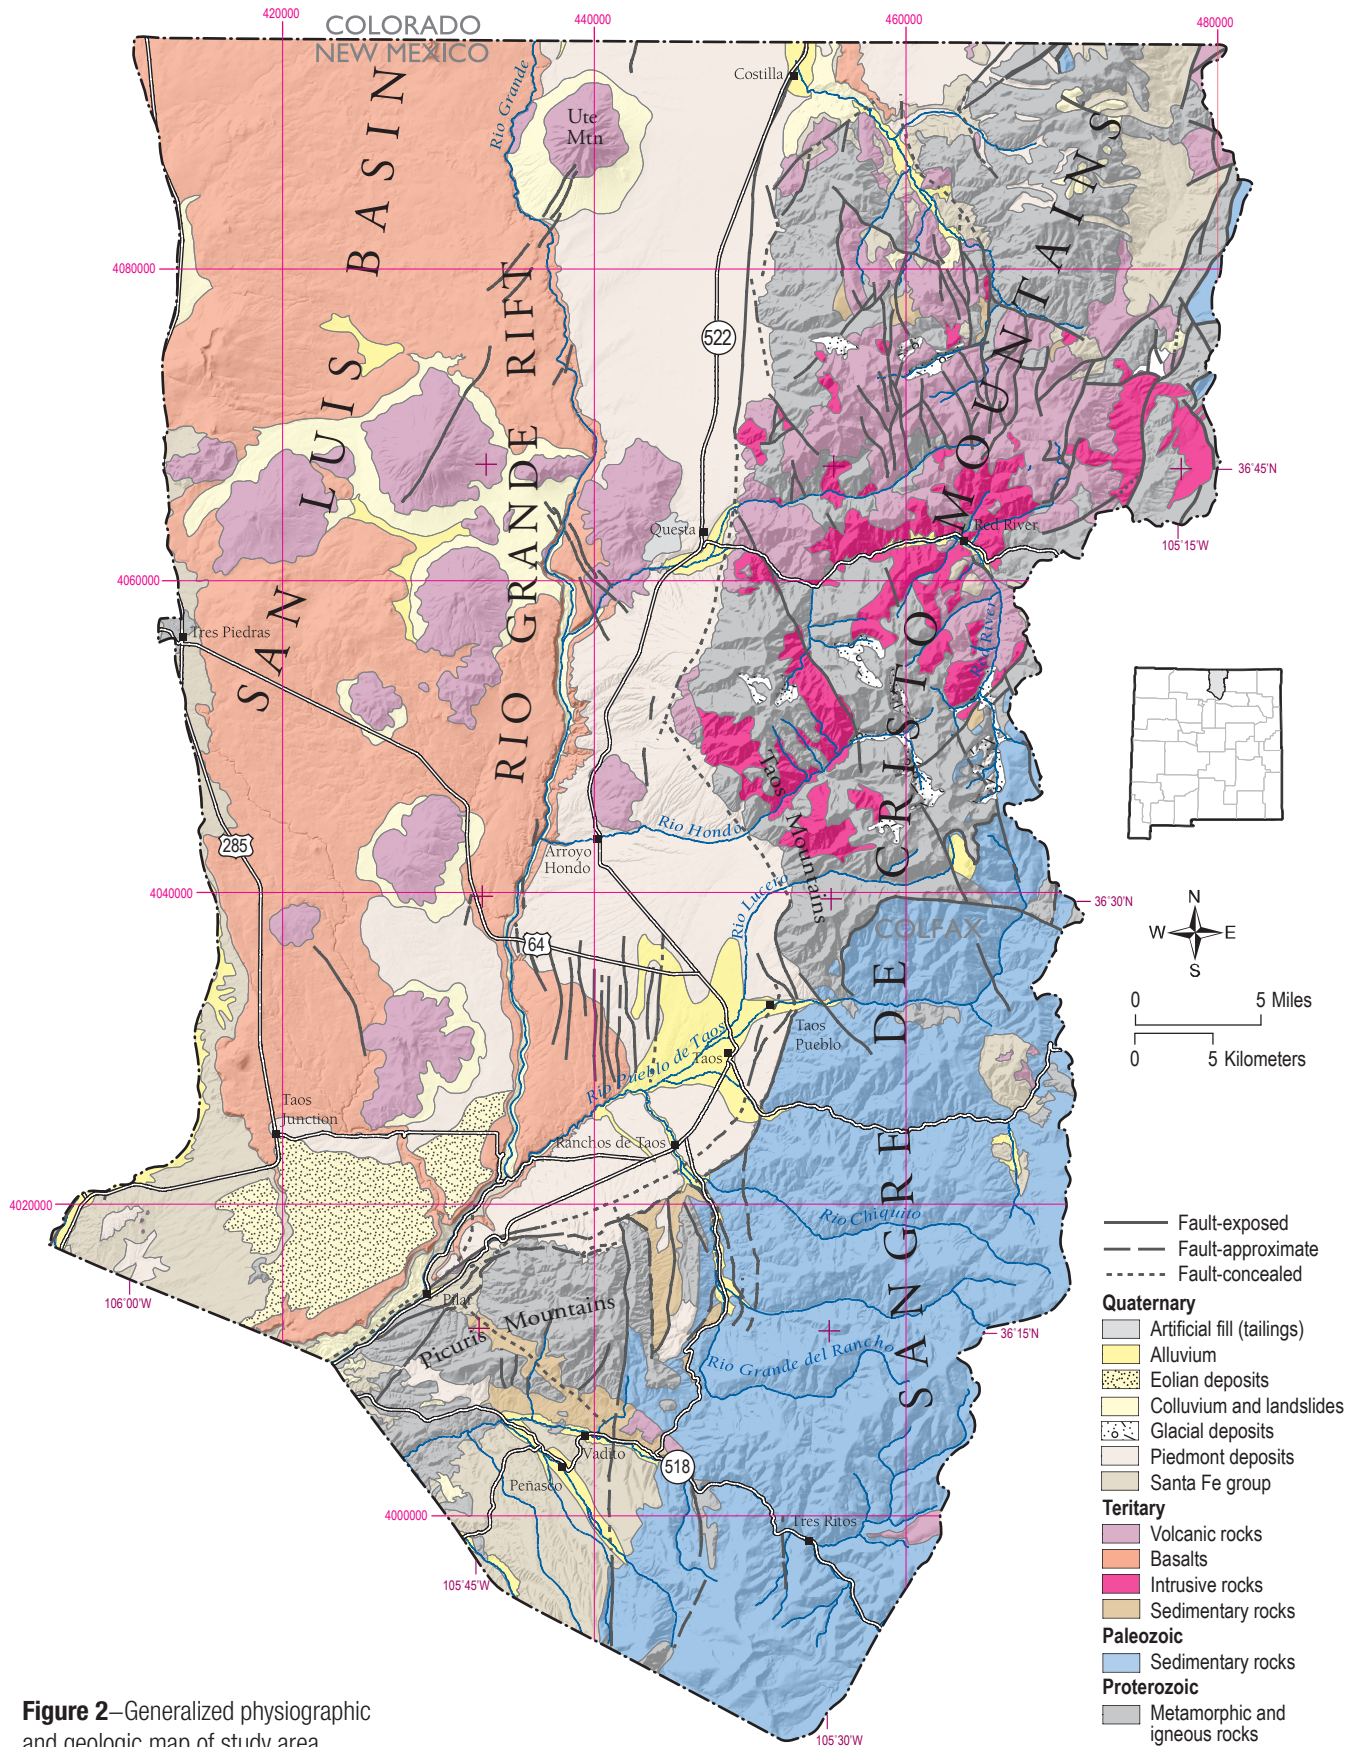 420000
440000
460000
480000
COLORADO
NEW MEXICO
Costilla
Rio Grande
Ute
Mtn
SAN LUIS BASIN
RIO GRANDE RIFT
SANGRE DE CRISTO MOUNTAINS
4080000
522
36°45'N
Questa
Red River
105°15'W
4060000
Tres Piedras
Red River
Taos Mountains
285
Rio Hondo
Arroyo
Hondo
Rio Lucero
4040000
36°30'N
COLFAX
64
N
W
E
S
0
5 Miles
0
5 Kilometers
Taos
Pueblo
Rio Pueblo de Taos
Taos
Taos
Junction
Ranchos de Taos
4020000
Rio Chiquito
106°00'W
Pilar
Picuris Mountains
36°15'N
Rio Grande del Rancho
Vadito
518
Peñasco
4000000
Tres Ritos
105°45'W
105°30'W
Fault-exposed
Fault-approximate
Fault-concealed
Quaternary
Artificial fill (tailings)
Alluvium
Eolian deposits
Colluvium and landslides
Glacial deposits
Piedmont deposits
Santa Fe group
Teritary
Volcanic rocks
Basalts
Intrusive rocks
Sedimentary rocks
Paleozoic
Sedimentary rocks
Proterozoic
Metamorphic and
igneous rocks
Figure 2–Generalized physiographic
and geologic map of study area